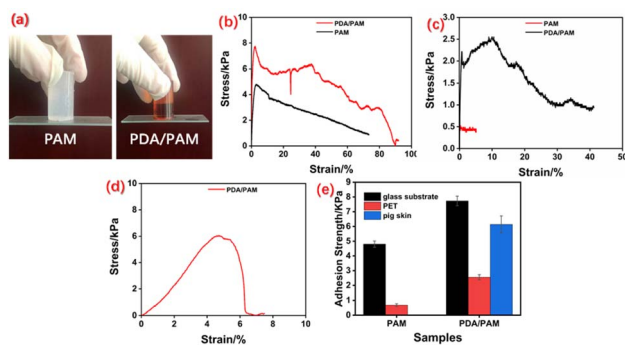 (a)
PAM
PDA/PAM
(b)
Stress/kPa
10
8
6
4
2
0
PDA/PAM
PAM
0 20 40 60 80 100
Strain/%
(c)
Stress/kPa
3.0
2.5
2.0
1.5
1.0
0.5
0.0
PAM
PDA/PAM
0 10 20 30 40 50
Strain/%
(d)
Stress/kPa
10
8
6
4
2
0
PDA/PAM
0 2 4 6 8 10
Strain/%
(e)
Adhesion Strength/KPa
8
7
6
5
4
3
2
1
0
glass substrate
PET
pig skin
PAM PDA/PAM
Samples